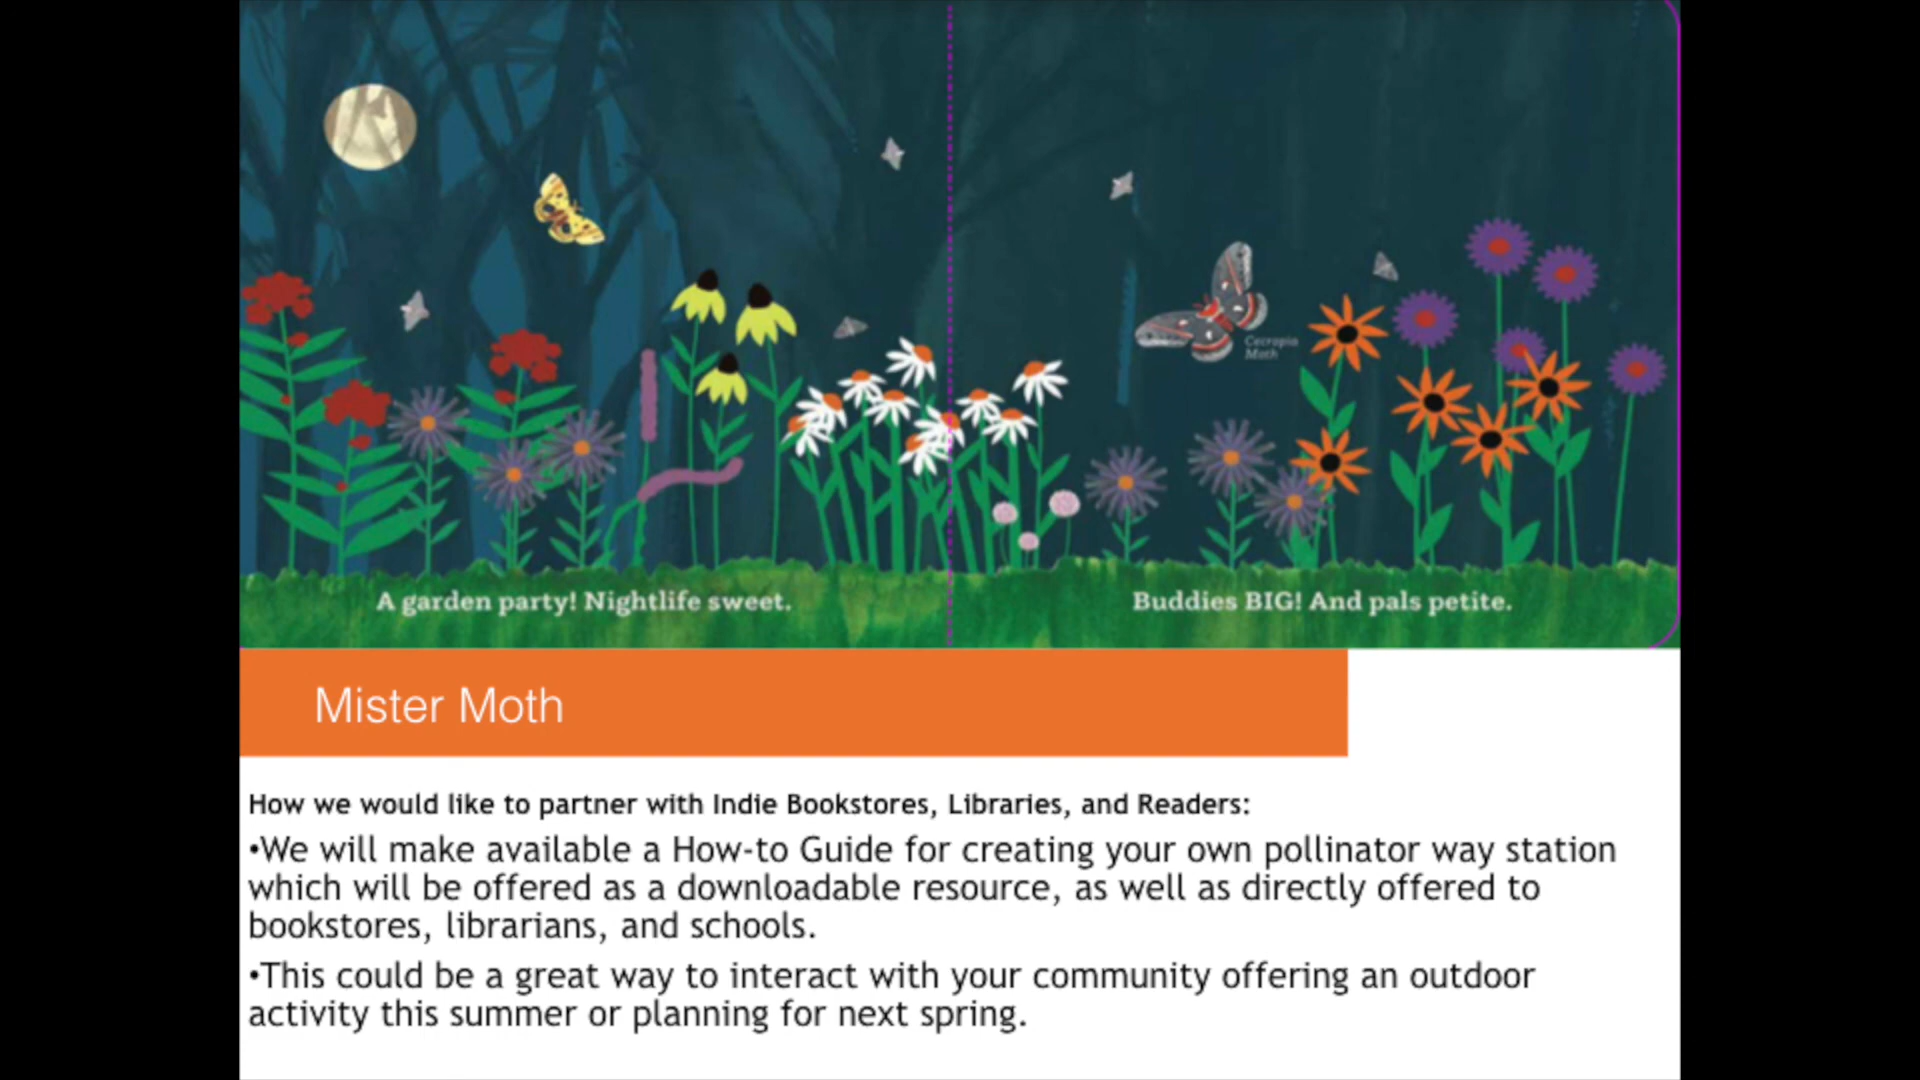 Cecropia
Moth
A garden party! Nightlife sweet.
Buddies BIG! And pals petite.
Mister Moth
How we would like to partner with Indie Bookstores, Libraries, and Readers:
•We will make available a How-to Guide for creating your own pollinator way station
which will be offered as a downloadable resource, as well as directly offered to
bookstores, librarians, and schools.
•This could be a great way to interact with your community offering an outdoor
activity this summer or planning for next spring.